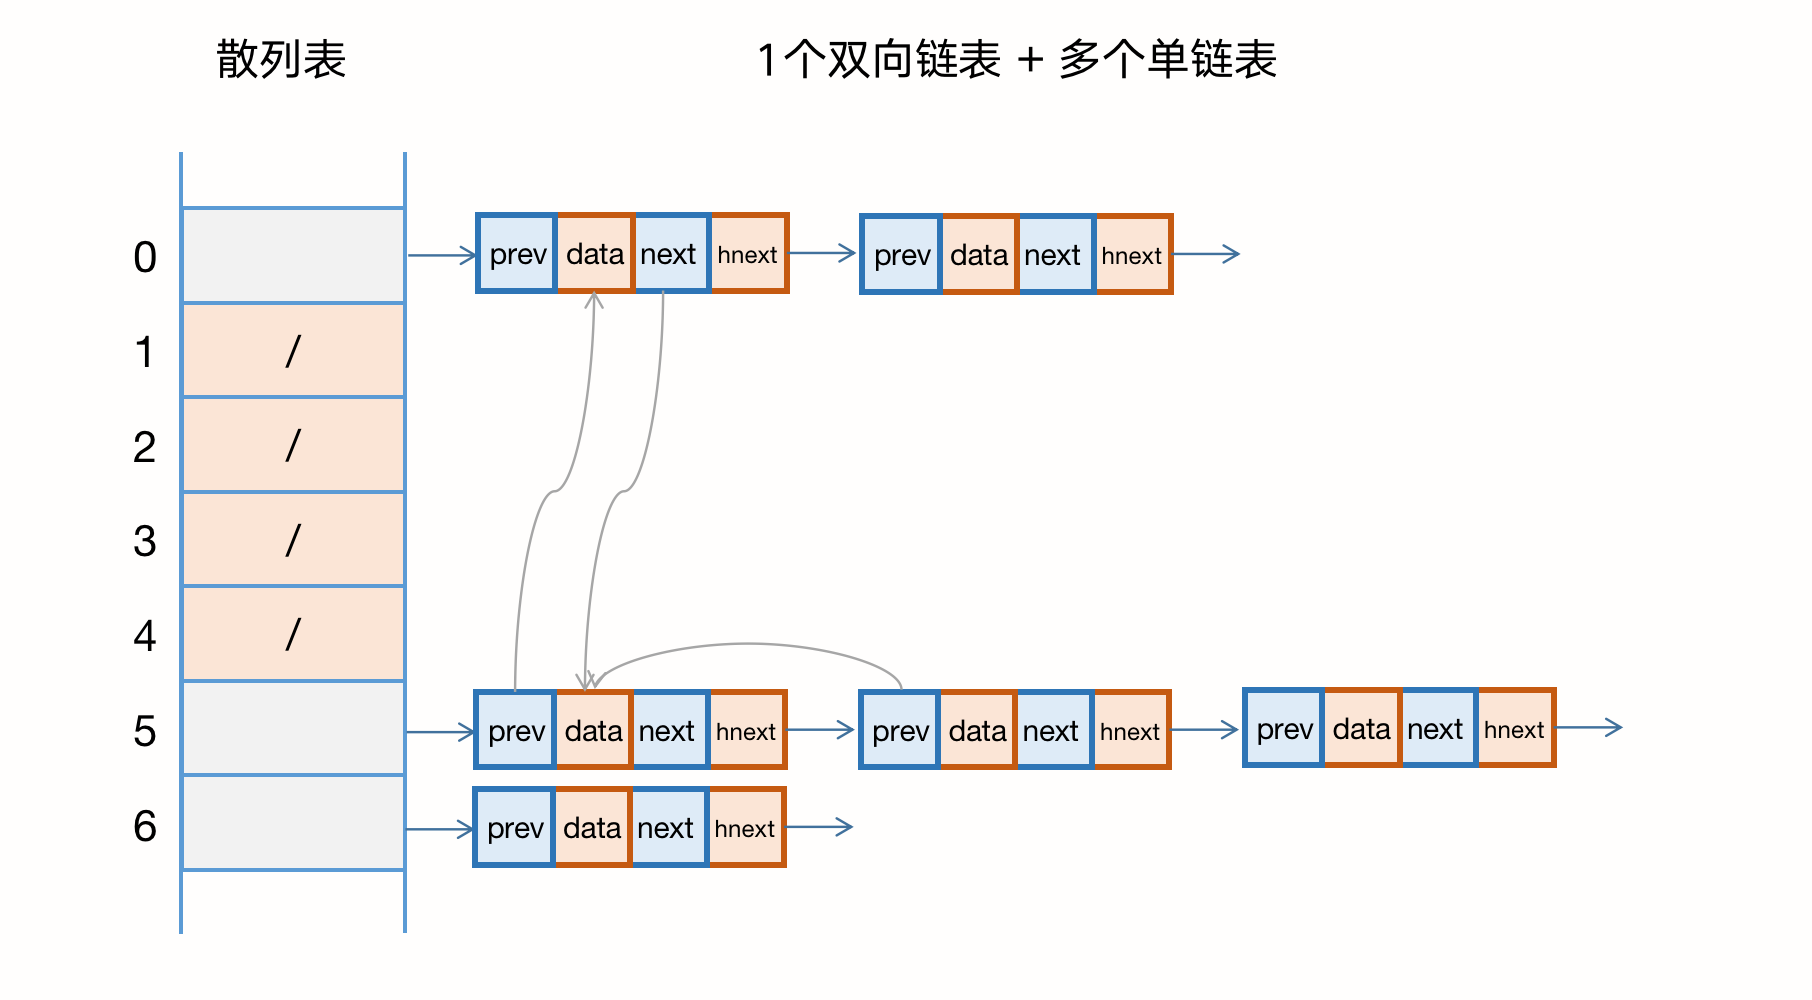 散列表
1个双向链表 + 多个单链表
0 prev data next hnext prev data next hnext
1 /
2 /
3 /
4 /
5 prev data next hnext prev data next hnext prev data next hnext
6 prev data next hnext